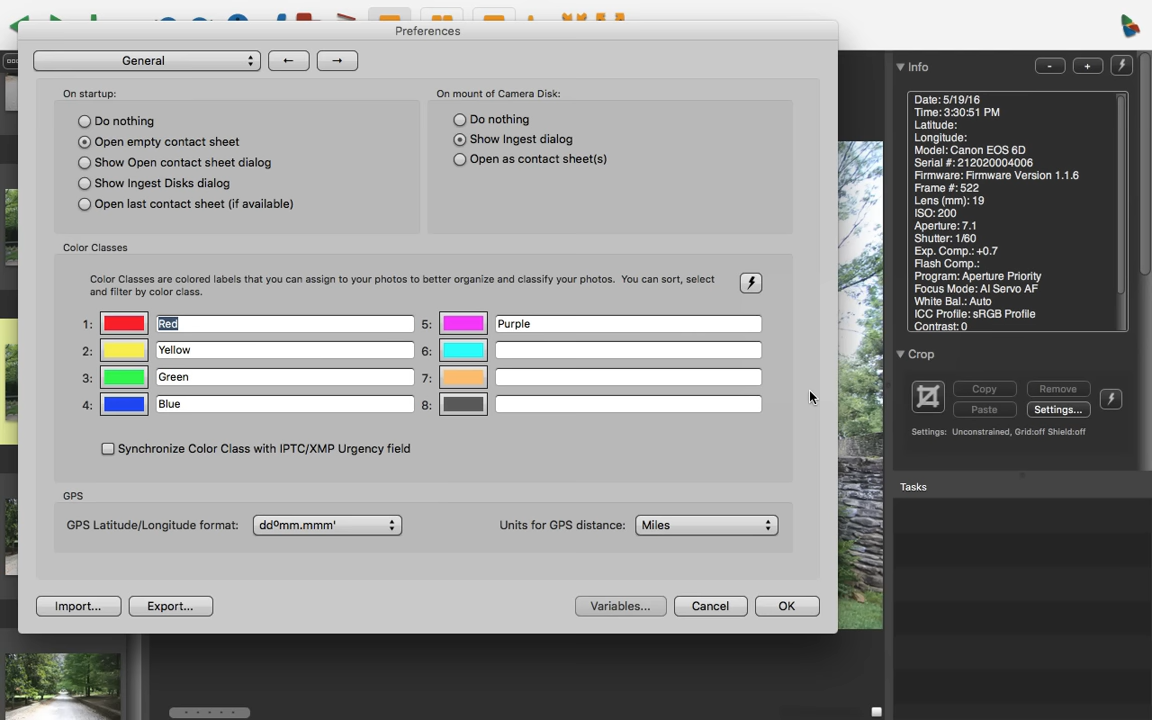 Preferences
General
←
→
On startup:
Do nothing
Open empty contact sheet
Show Open contact sheet dialog
Show Ingest Disks dialog
Open last contact sheet (if available)
On mount of Camera Disk:
Do nothing
Show Ingest dialog
Open as contact sheet(s)
Color Classes
Color Classes are colored labels that you can assign to your photos to better organize and classify your photos. You can sort, select
and filter by color class.
1: Red
2: Yellow
3: Green
4: Blue
5: Purple
6:
7:
8:
Synchronize Color Class with IPTC/XMP Urgency field
GPS
GPS Latitude/Longitude format: ddºmm.mmm'
Units for GPS distance: Miles
Import...
Export...
Variables...
Cancel
OK
Info
-
+
Date: 5/19/16
Time: 3:30:51 PM
Latitude:
Longitude:
Model: Canon EOS 6D
Serial #: 212020004006
Firmware: Firmware Version 1.1.6
Frame #: 522
Lens (mm): 19
ISO: 200
Aperture: 7.1
Shutter: 1/60
Exp. Comp.: +0.7
Flash Comp.:
Program: Aperture Priority
Focus Mode: AI Servo AF
White Bal.: Auto
ICC Profile: sRGB Profile
Contrast: 0
Crop
Copy
Remove
Paste
Settings...
Settings: Unconstrained, Grid:off Shield:off
Tasks